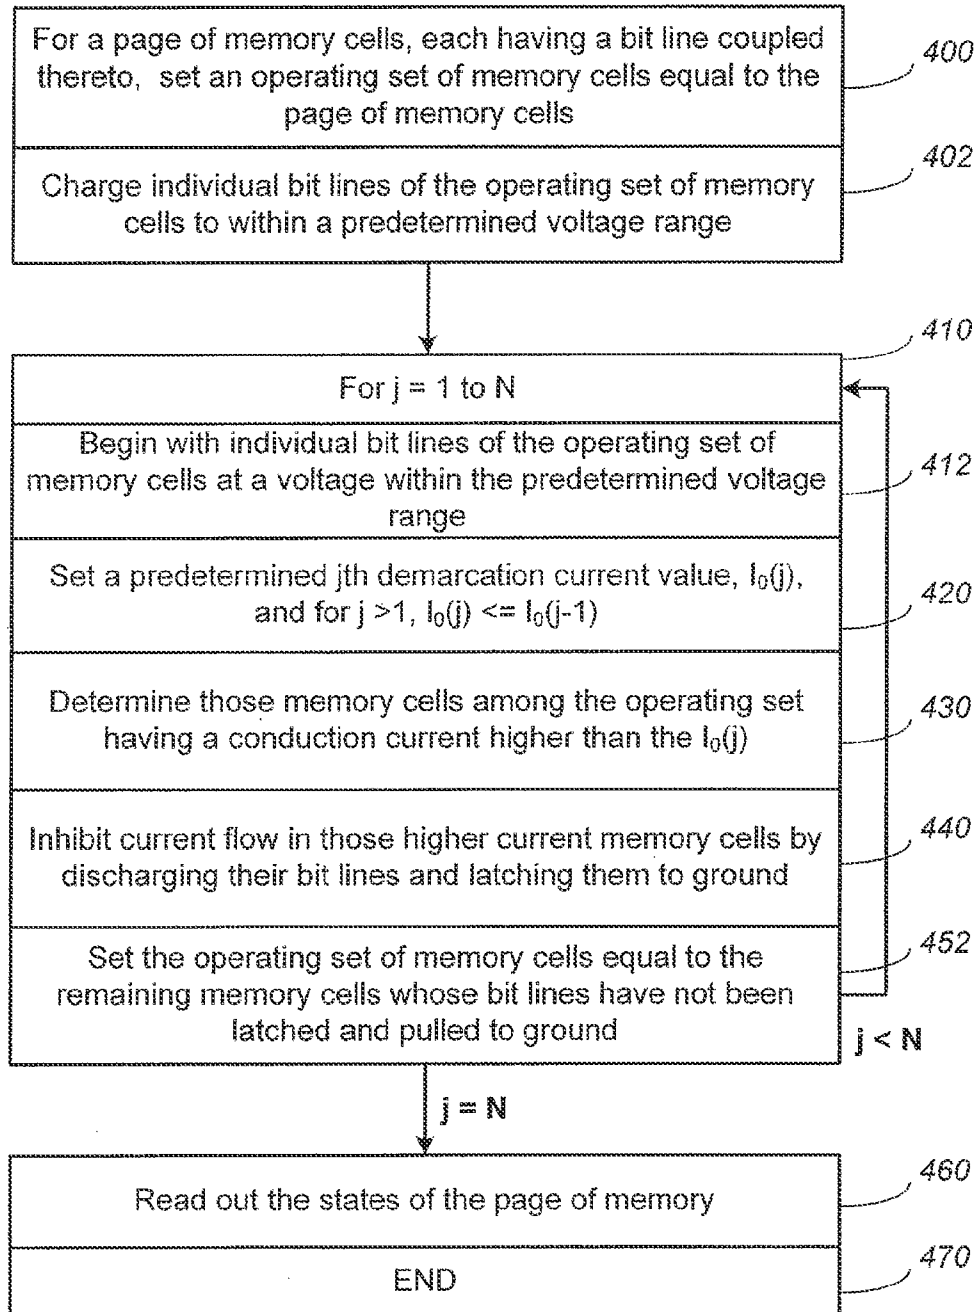 For a page of memory cells, each having a bit line coupled
thereto, set an operating set of memory cells equal to the
page of memory cells
400
Charge individual bit lines of the operating set of memory
cells to within a predetermined voltage range
402
410
For j = 1 to N
Begin with individual bit lines of the operating set of
memory cells at a voltage within the predetermined voltage
range
412
Set a predetermined jth demarcation current value, I₀(j),
and for j >1, I₀(j) <= I₀(j-1)
420
Determine those memory cells among the operating set
having a conduction current higher than the I₀(j)
430
Inhibit current flow in those higher current memory cells by
discharging their bit lines and latching them to ground
440
Set the operating set of memory cells equal to the
remaining memory cells whose bit lines have not been
latched and pulled to ground
452
j < N
j = N
Read out the states of the page of memory
460
END
470